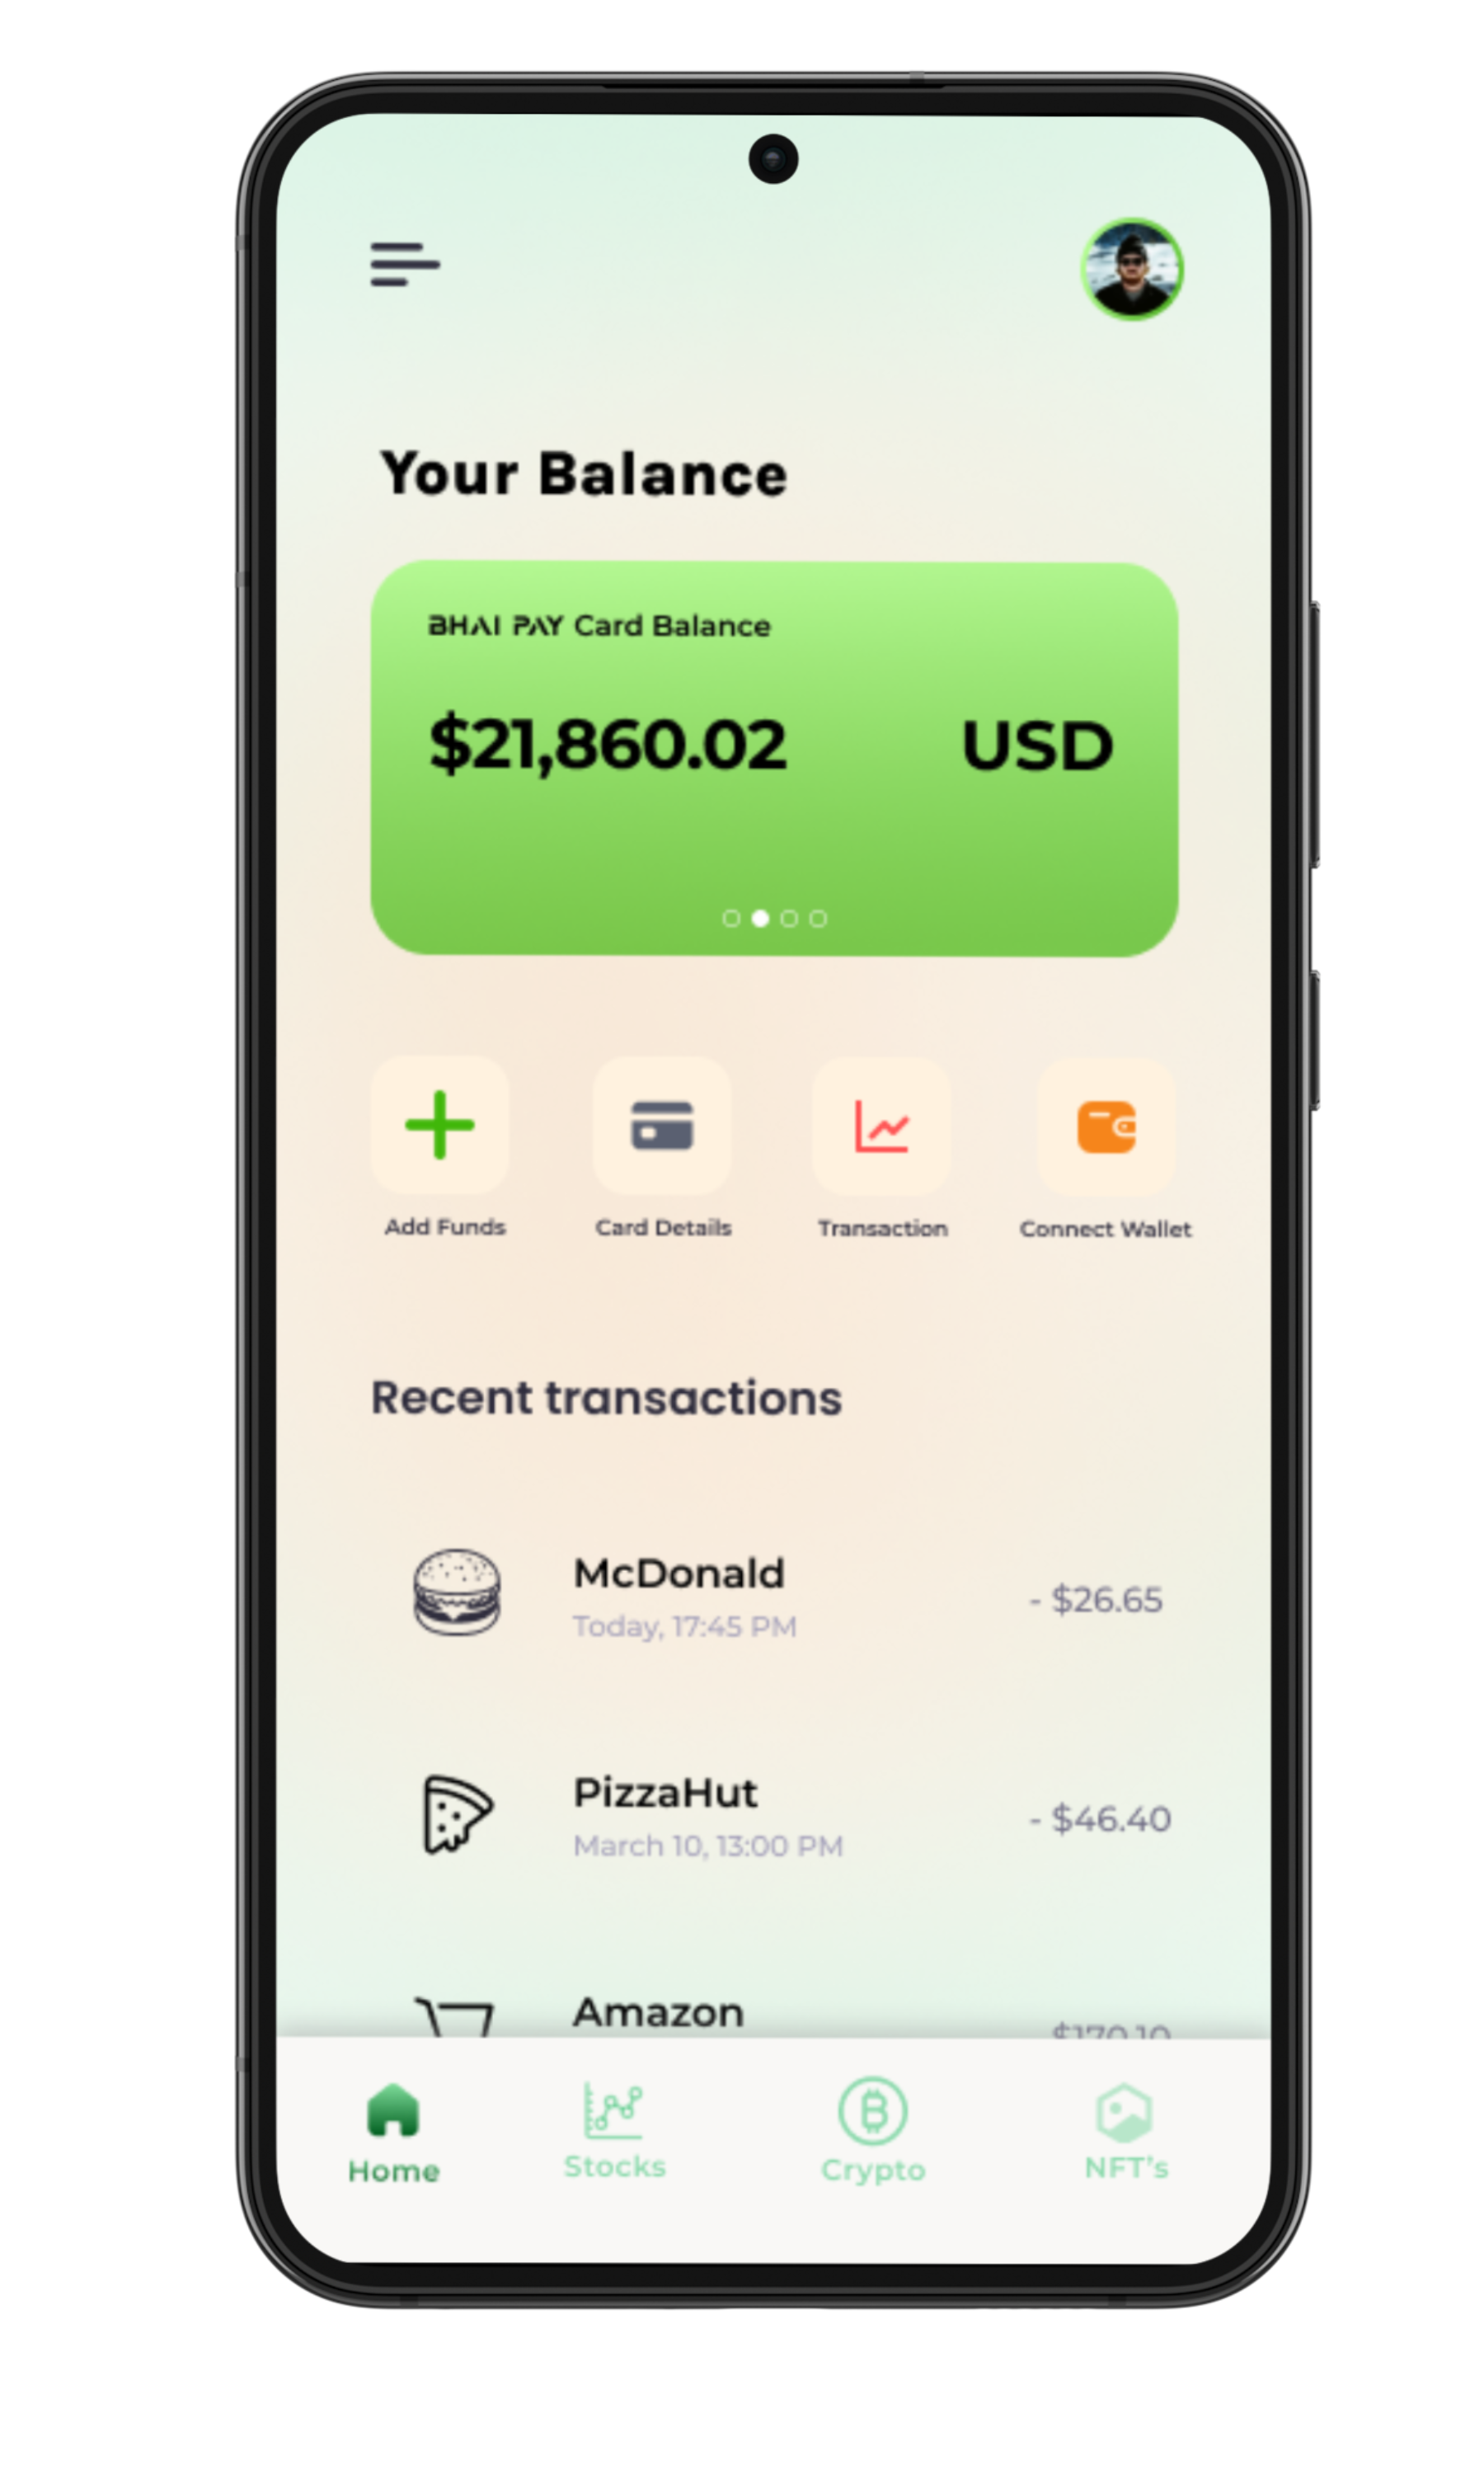 Your Balance
BHAI PAY Card Balance
$21,860.02 USD
Add Funds
Card Details
Transaction
Connect Wallet
Recent transactions
McDonald
- $26.65
Today, 17:45 PM
PizzaHut
- $46.40
March 10, 13:00 PM
Amazon
$170.10
Home
Stocks
Crypto
NFT's